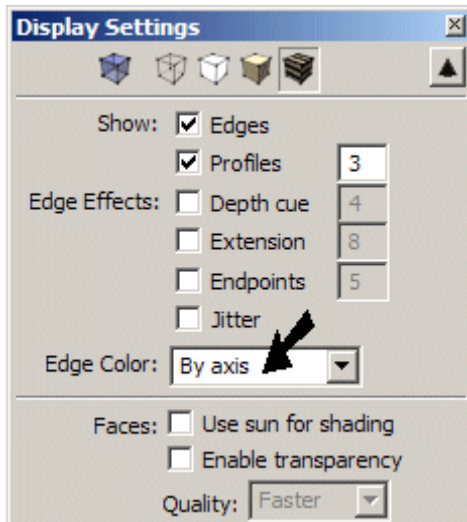 Display Settings
Show: Edges
Profiles 3
Edge Effects: Depth cue 4
Extension 8
Endpoints 5
Jitter
Edge Color: By axis
Faces: Use sun for shading
Enable transparency
Quality: Faster